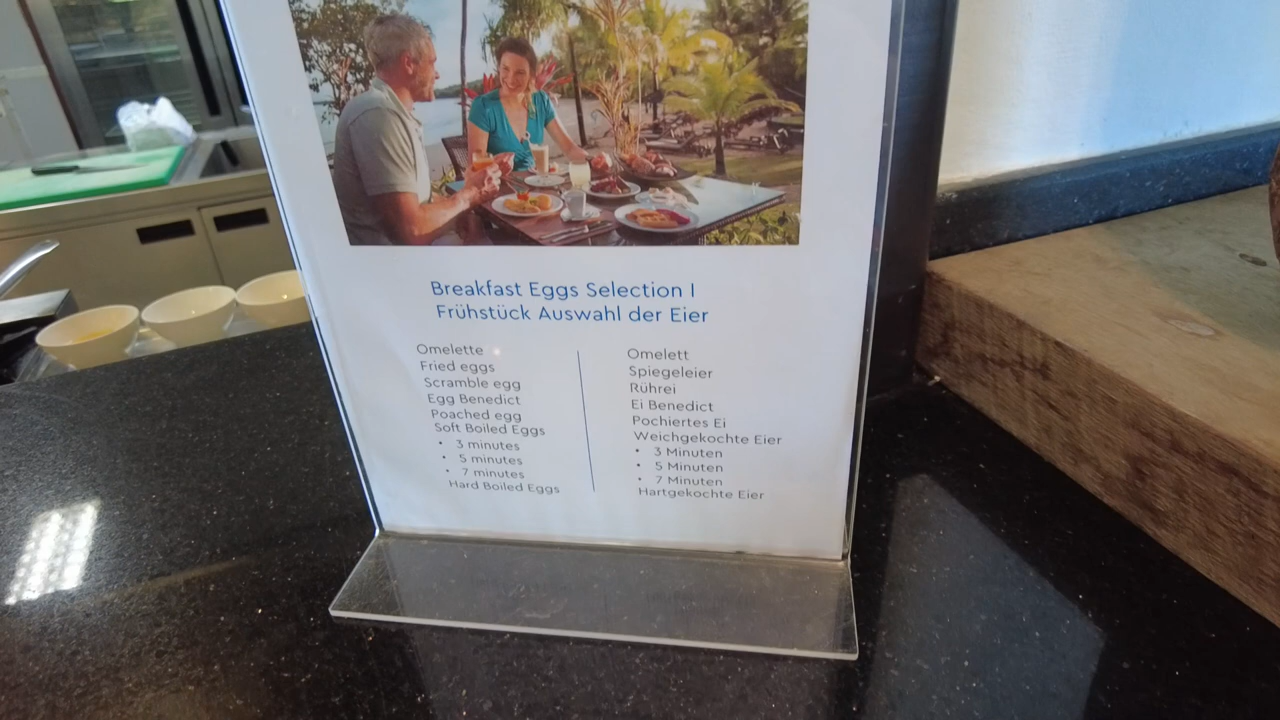 Breakfast Eggs Selection I
Frühstück Auswahl der Eier
Omelette
Fried eggs
Scramble egg
Egg Benedict
Poached egg
Soft Boiled Eggs
• 3 minutes
• 5 minutes
• 7 minutes
Hard Boiled Eggs
Omelett
Spiegeleier
Rührei
Ei Benedict
Pochiertes Ei
Weichgekochte Eier
• 3 Minuten
• 5 Minuten
• 7 Minuten
Hartgekochte Eier